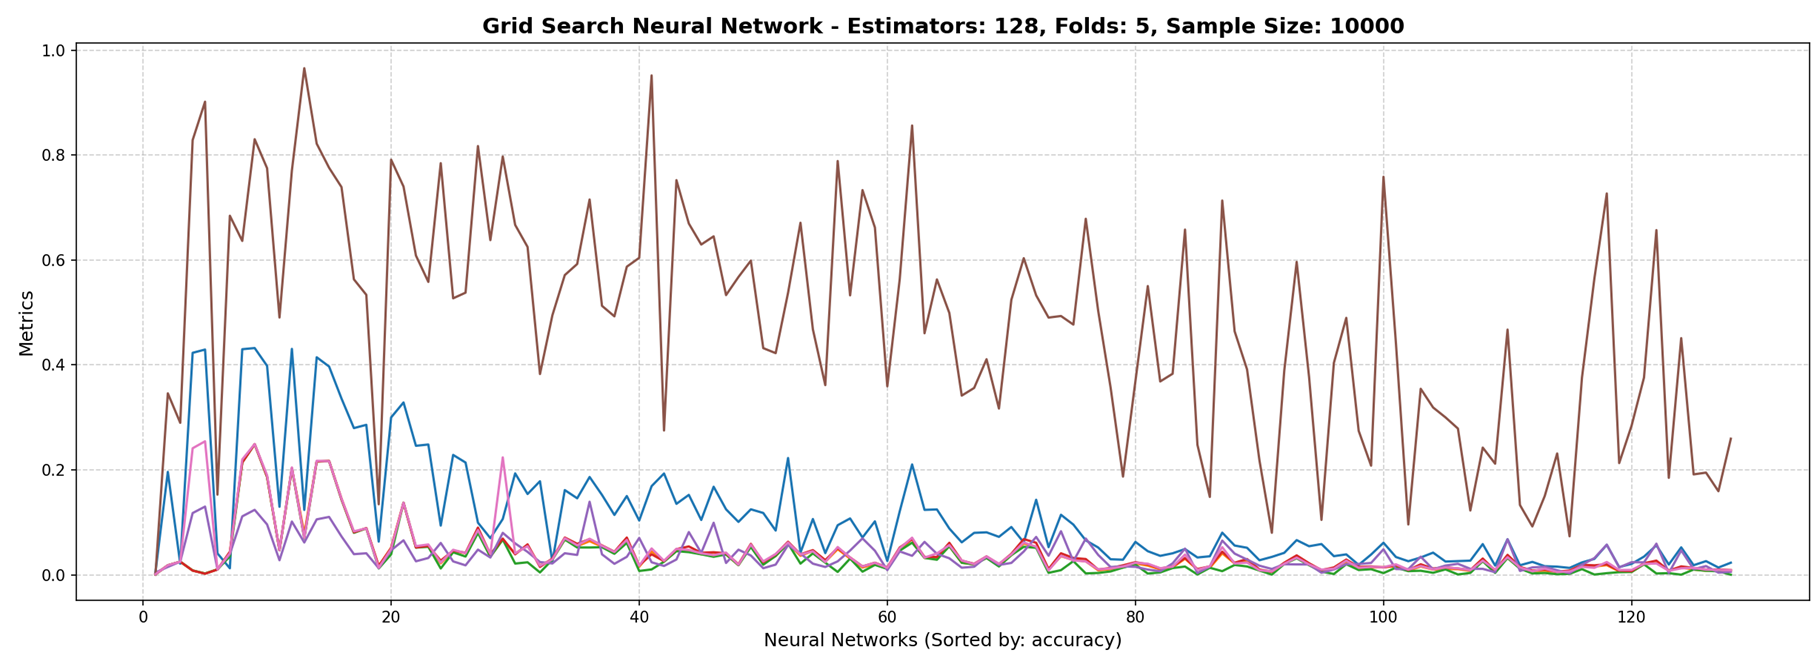 Grid Search Neural Network - Estimators: 128, Folds: 5, Sample Size: 10000
1.0
0.8
0.6
0.4
0.2
0.0
Metrics
0 20 40 60 80 100 120
Neural Networks (Sorted by: accuracy)